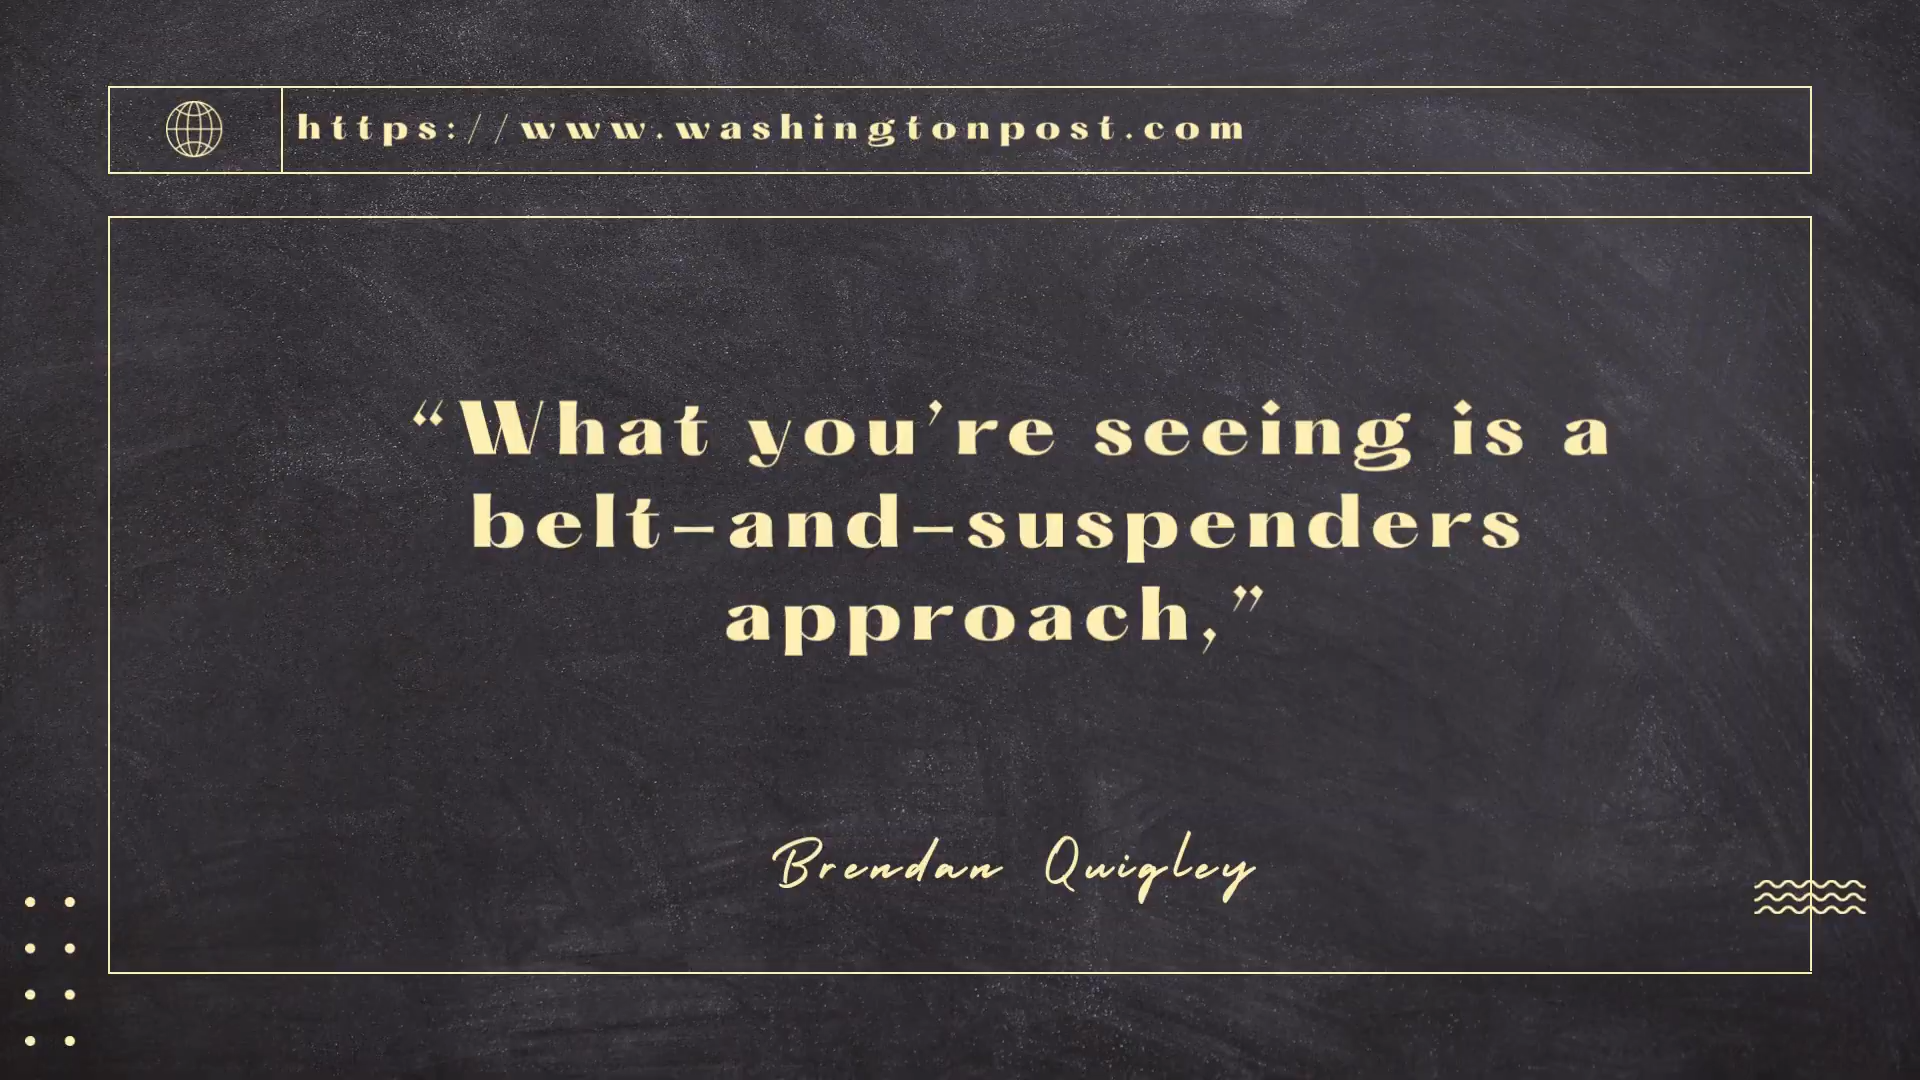 https://www.washingtonpost.com
“What you’re seeing is a
belt-and-suspenders
approach,”
Brendan Quigley